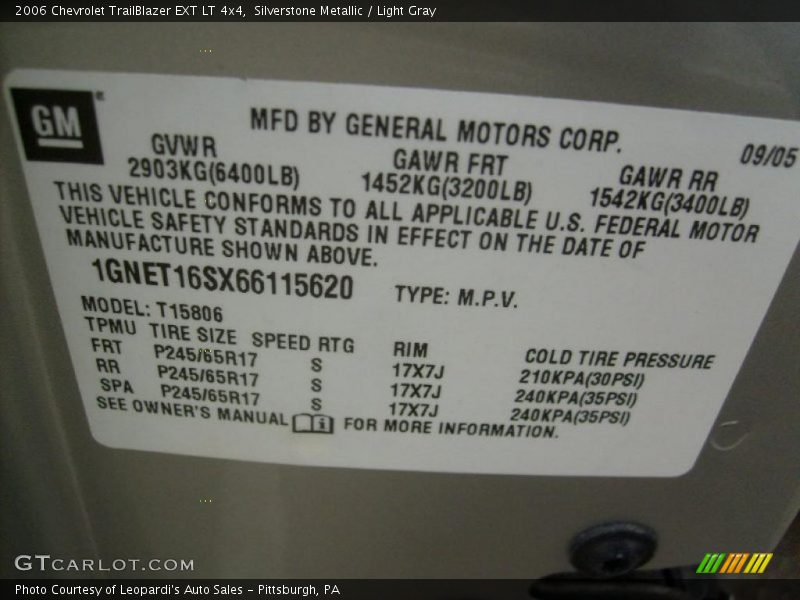 2006 Chevrolet TrailBlazer EXT LT 4x4,  Silverstone Metallic / Light Gray
GM
MFD BY GENERAL MOTORS CORP.
09/05
GVWR GAWR FRT GAWR RR
2903KG(6400LB) 1452KG(3200LB) 1542KG(3400LB)
THIS VEHICLE CONFORMS TO ALL APPLICABLE U.S. FEDERAL MOTOR
VEHICLE SAFETY STANDARDS IN EFFECT ON THE DATE OF
MANUFACTURE SHOWN ABOVE.
1GNET16SX66115620 TYPE: M.P.V.
MODEL: T15806
TPMU TIRE SIZE SPEED RTG RIM COLD TIRE PRESSURE
FRT P245/65R17 S 17X7J 210KPA(30PSI)
RR P245/65R17 S 17X7J 240KPA(35PSI)
SPA P245/65R17 S 17X7J 240KPA(35PSI)
SEE OWNER'S MANUAL FOR MORE INFORMATION.
GTCARLOT.COM
Photo Courtesy of Leopardi's Auto Sales - Pittsburgh, PA